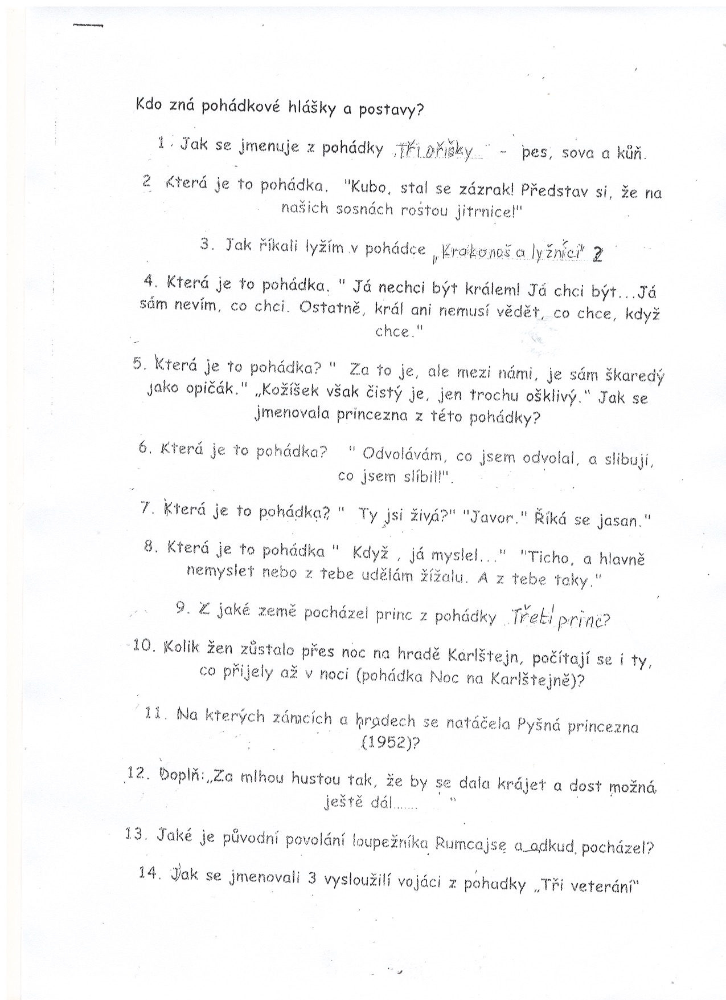 Kdo zná pohádkové hlášky a postavy?
1. Jak se jmenuje z pohádky „Tři oříšky" - pes, sova a kůň.
2 Která je to pohádka. "Kubo, stal se zázrak! Představ si, že na
našich sosnách rostou jitrnice!"
3. Jak říkali lyžím v pohádce „Krakonoš a lyžníci" ?
4. Která je to pohádka. " Já nechci být králem! Já chci být...Já
sám nevím, co chci. Ostatně, král ani nemusí vědět, co chce, když
chce."
5. Která je to pohádka? " Za to je, ale mezi námi, je sám škaredý
jako opičák." „Kožíšek však čistý je, jen trochu ošklivý." Jak se
jmenovala princezna z této pohádky?
6. Která je to pohádka? " Odvolávám, co jsem odvolal, a slibuji,
co jsem slíbil!".
7. Která je to pohádka? " Ty jsi živá?" "Javor." Říká se jasan."
8. Která je to pohádka " Když , já myslel..." "Ticho, a hlavně
nemyslet nebo z tebe udělám žížalu. A z tebe taky."
9. Z jaké země pocházel princ z pohádky Třetí princ?
10. Kolik žen zůstalo přes noc na hradě Karlštejn, počítají se i ty,
co přijely až v noci (pohádka Noc na Karlštejně)?
11. Na kterých zámcích a hradech se natáčela Pyšná princezna
(1952)?
12. Doplň:„Za mlhou hustou tak, že by se dala krájet a dost možná
ještě dál....... "
13. Jaké je původní povolání loupežníka Rumcajse a odkud pocházel?
14. Jak se jmenovali 3 vysloužilí vojáci z pohadky „Tři veterání"